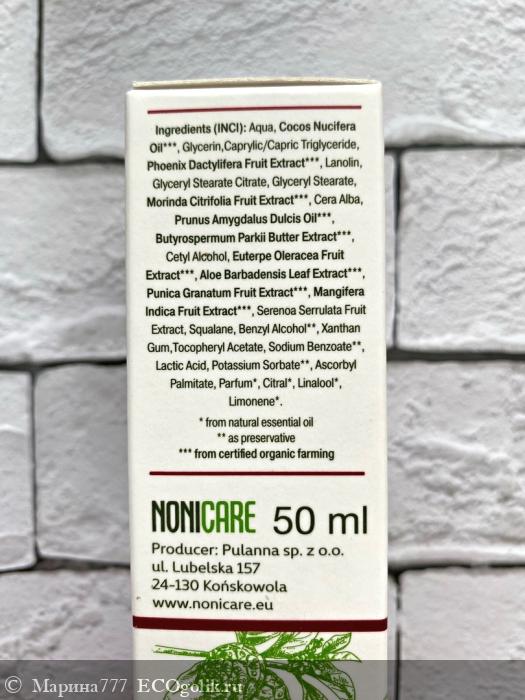 Ingredients (INCI): Aqua, Cocos Nucifera
Oil***, Glycerin,Caprylic/Capric Triglyceride,
Phoenix Dactylifera Fruit Extract***, Lanolin,
Glyceryl Stearate Citrate, Glyceryl Stearate,
Morinda Citrifolia Fruit Extract***, Cera Alba,
Prunus Amygdalus Dulcis Oil***,
Butyrospermum Parkii Butter Extract***,
Cetyl Alcohol, Euterpe Oleracea Fruit
Extract***, Aloe Barbadensis Leaf Extract***,
Punica Granatum Fruit Extract***, Mangifera
Indica Fruit Extract***, Serenoa Serrulata Fruit
Extract, Squalane, Benzyl Alcohol**, Xanthan
Gum,Tocopheryl Acetate, Sodium Benzoate**,
Lactic Acid, Potassium Sorbate**, Ascorbyl
Palmitate, Parfum*, Citral*, Linalool*,
Limonene*.
* from natural essential oil
** as preservative
*** from certified organic farming
NONICARE 50 ml
Producer: Pulanna sp. z o.o.
ul. Lubelska 157
24-130 Końskowola
www.nonicare.eu
© Марина777 ECOgolik.ru